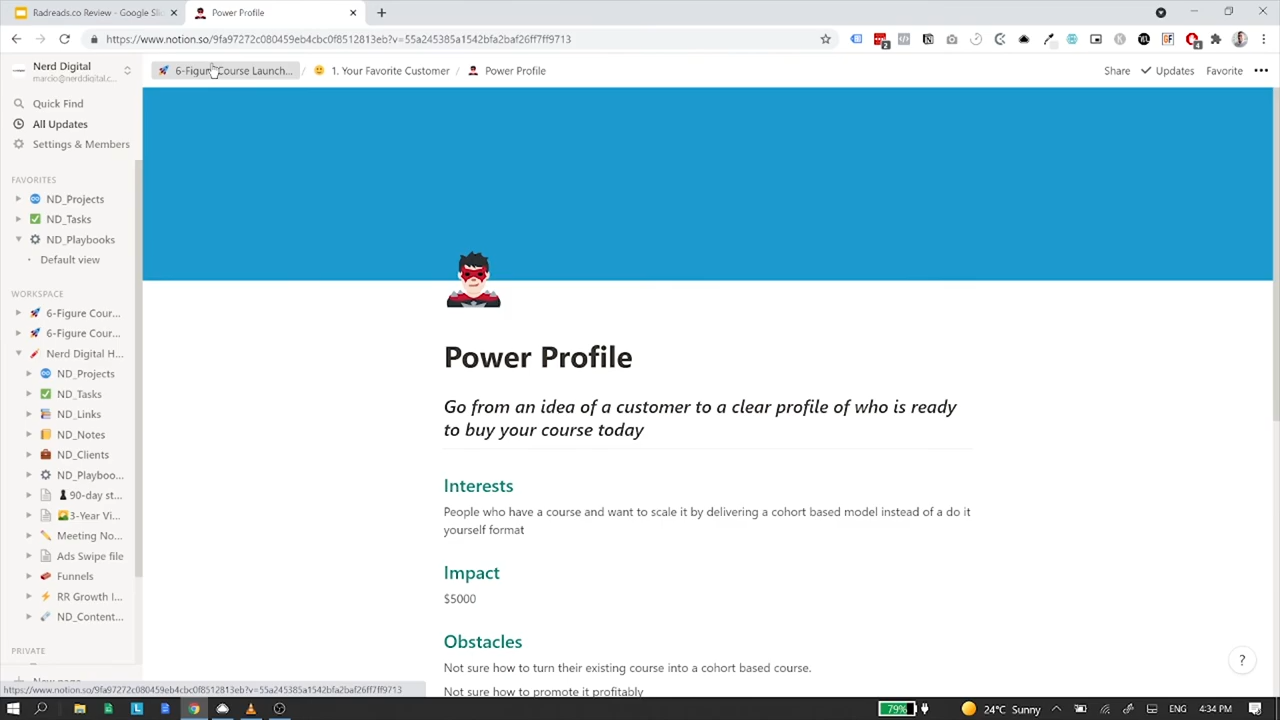 Radreads.co Review - Google Slid
Power Profile
https://www.notion.so/9fa97272c080459eb4cbc0f8512813eb?v=55a245385a1542bfa2baf26ff7ff9713
Nerd Digital
marcio@nerddigital.c...
6-Figure Course Launch...
/
1. Your Favorite Customer
/
Power Profile
Share
Updates
Favorite
Quick Find
All Updates
Settings & Members
FAVORITES
ND_Projects
ND_Tasks
ND_Playbooks
Default view
WORKSPACE
6-Figure Cour...
6-Figure Cour...
Nerd Digital H...
ND_Projects
ND_Tasks
ND_Links
ND_Notes
ND_Clients
ND_Playboo...
90-day st...
3-Year Vi...
Meeting No...
Ads Swipe file
Funnels
RR Growth I...
ND_Content...
PRIVATE
New page
Power Profile
Go from an idea of a customer to a clear profile of who is ready
to buy your course today
Interests
People who have a course and want to scale it by delivering a cohort based model instead of a do it
yourself format
Impact
$5000
Obstacles
Not sure how to turn their existing course into a cohort based course.
Not sure how to promote it profitably
?
https://www.notion.so/9fa97272c080459eb4cbc0f8512813eb?v=55a245385a1542bfa2baf26ff7ff9713
79%
24°C Sunny
ENG
4:34 PM